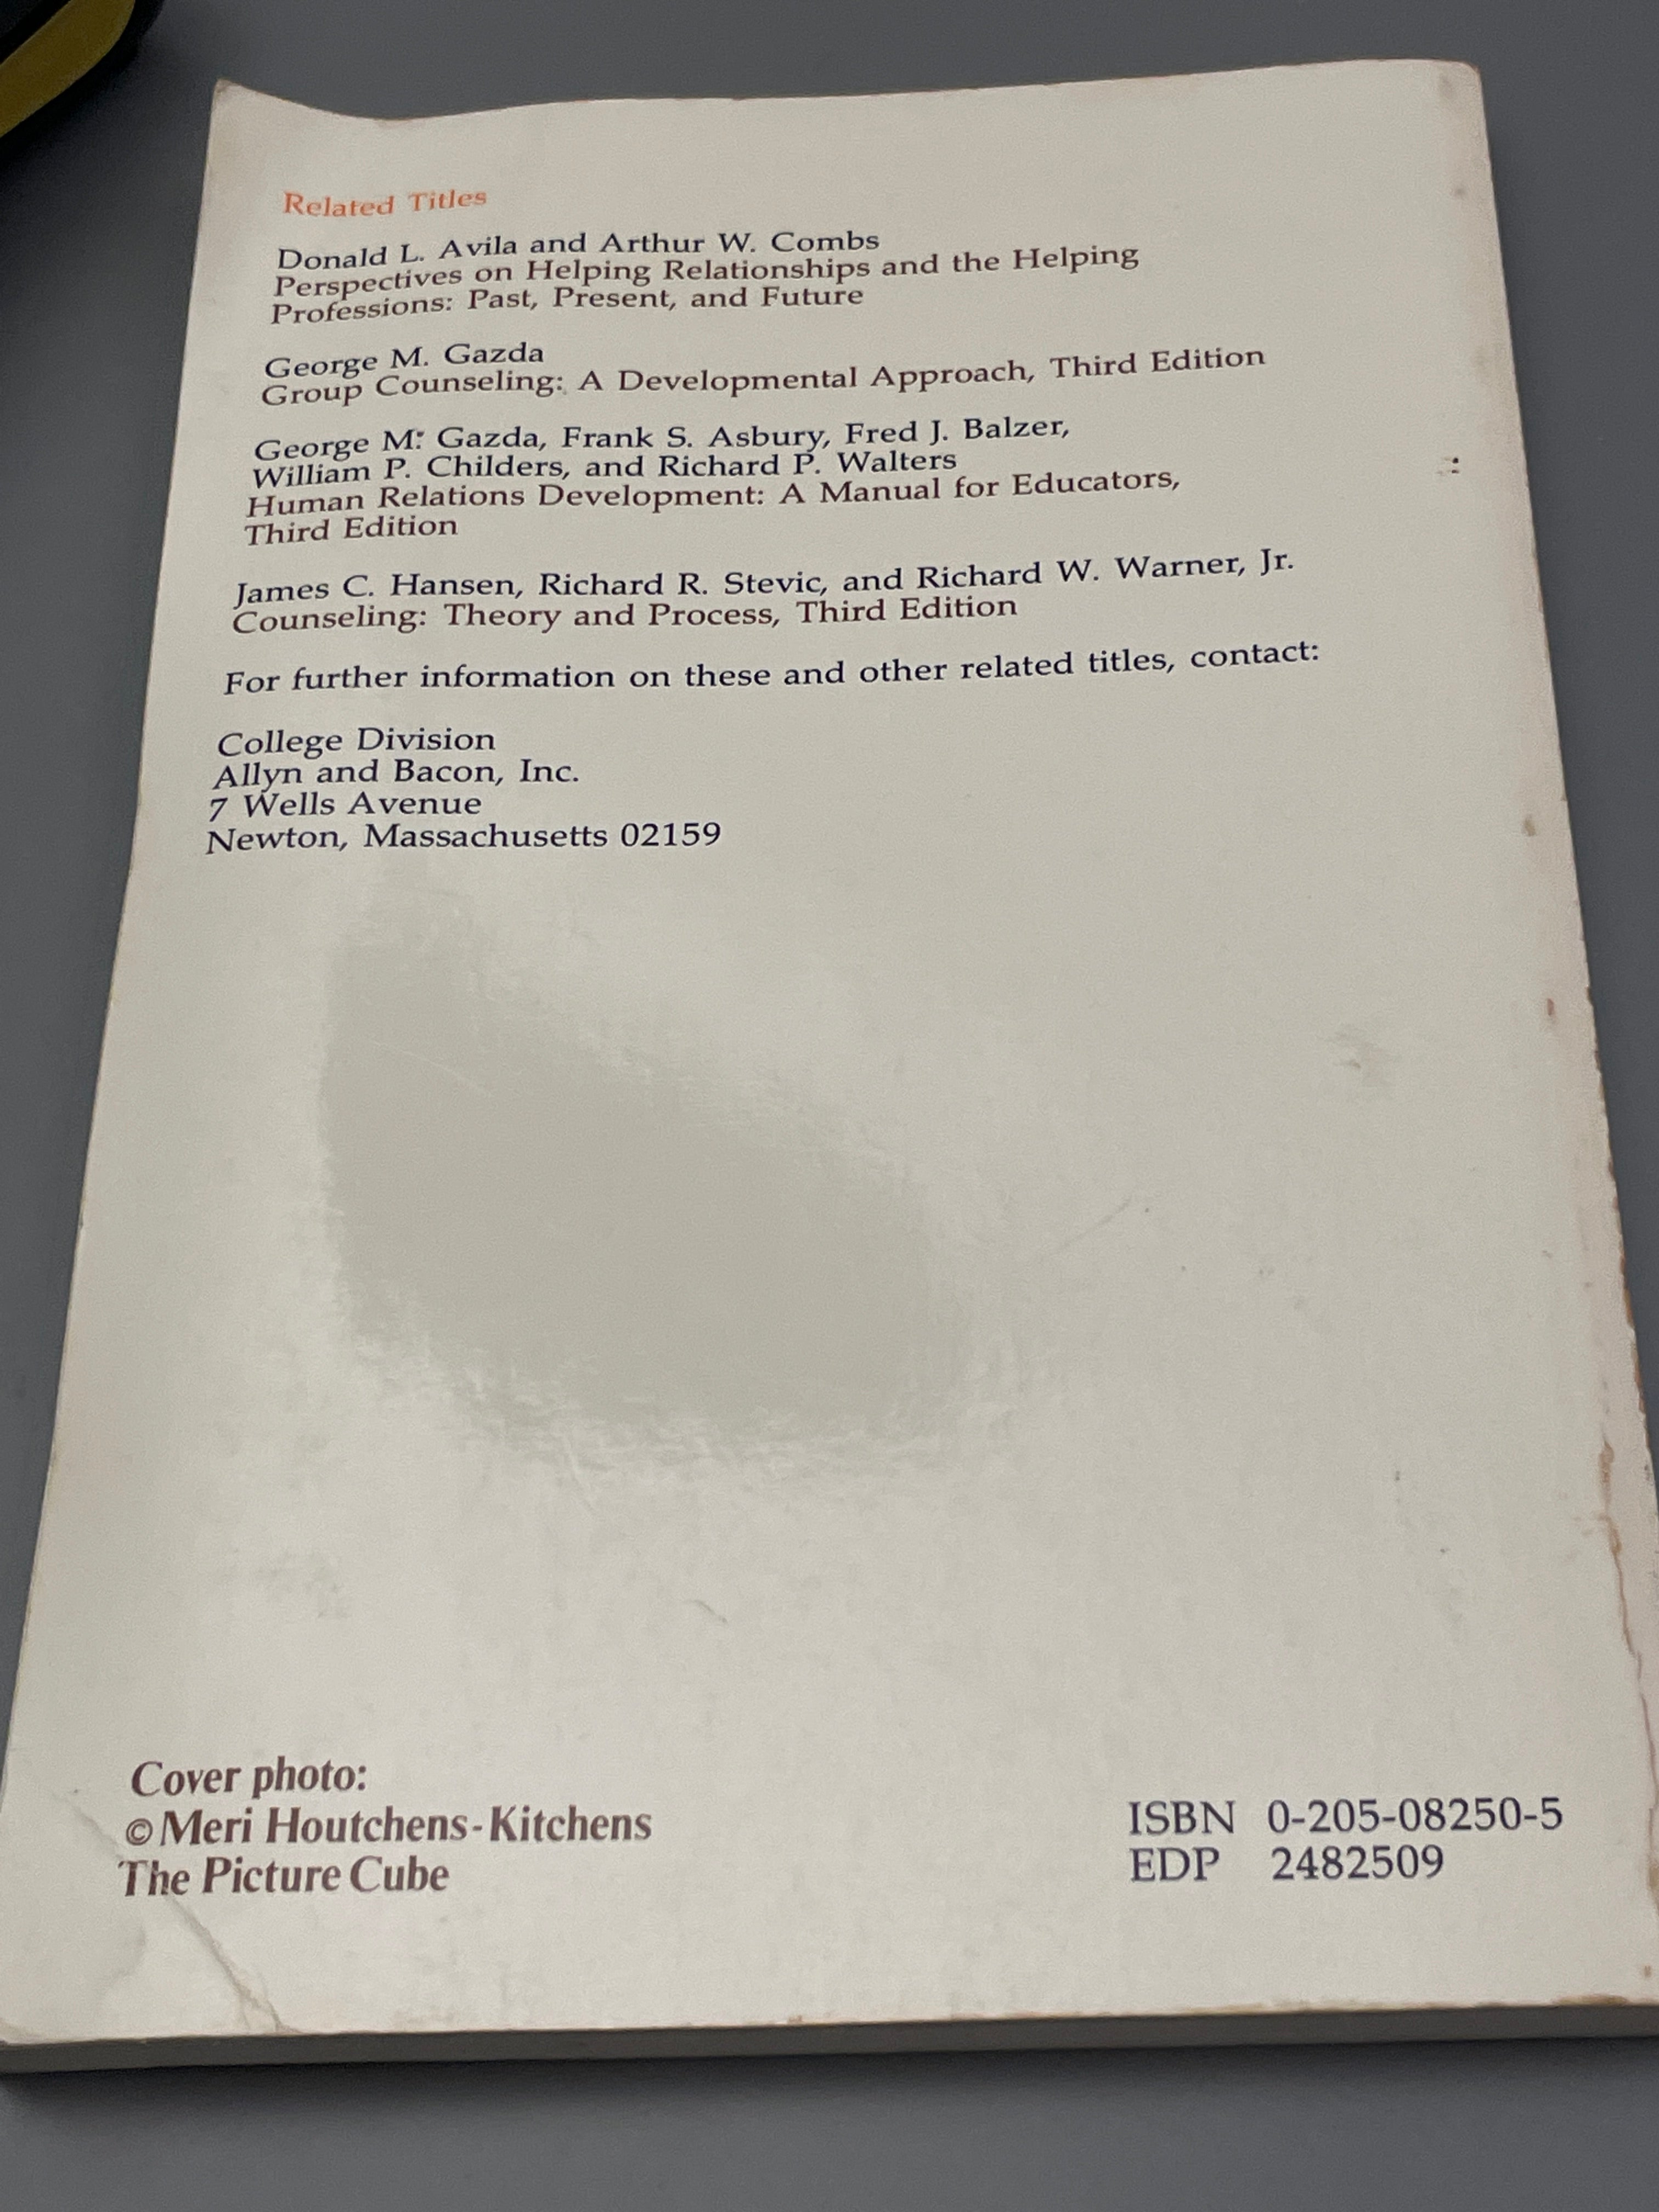 Related Titles
Donald L. Avila and Arthur W. Combs
Perspectives on Helping Relationships and the Helping
Professions: Past, Present, and Future
George M. Gazda
Group Counseling: A Developmental Approach, Third Edition
George M. Gazda, Frank S. Asbury, Fred J. Balzer,
William P. Childers, and Richard P. Walters
Human Relations Development: A Manual for Educators,
Third Edition
James C. Hansen, Richard R. Stevic, and Richard W. Warner, Jr.
Counseling: Theory and Process, Third Edition
For further information on these and other related titles, contact:
College Division
Allyn and Bacon, Inc.
7 Wells Avenue
Newton, Massachusetts 02159
Cover photo:
©Meri Houtchens-Kitchens
The Picture Cube
ISBN 0-205-08250-5
EDP 2482509